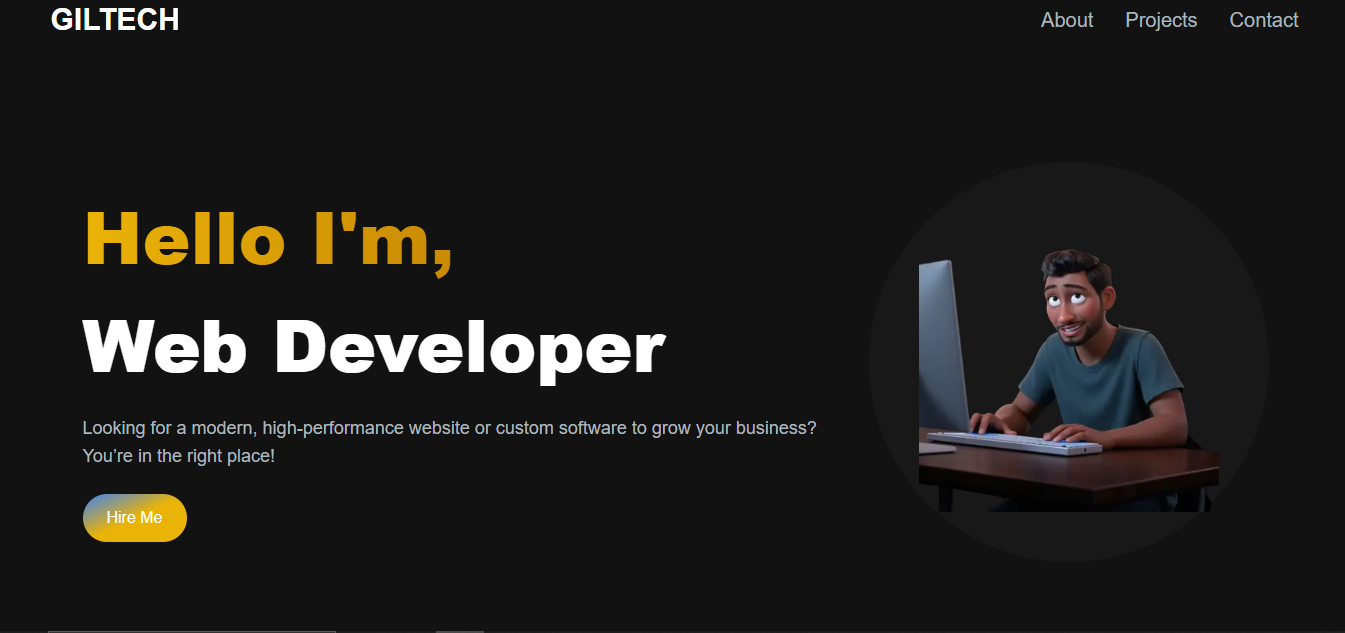 GILTECH
About Projects Contact
Hello I'm,
Web Developer
Looking for a modern, high-performance website or custom software to grow your business?
You’re in the right place!
Hire Me